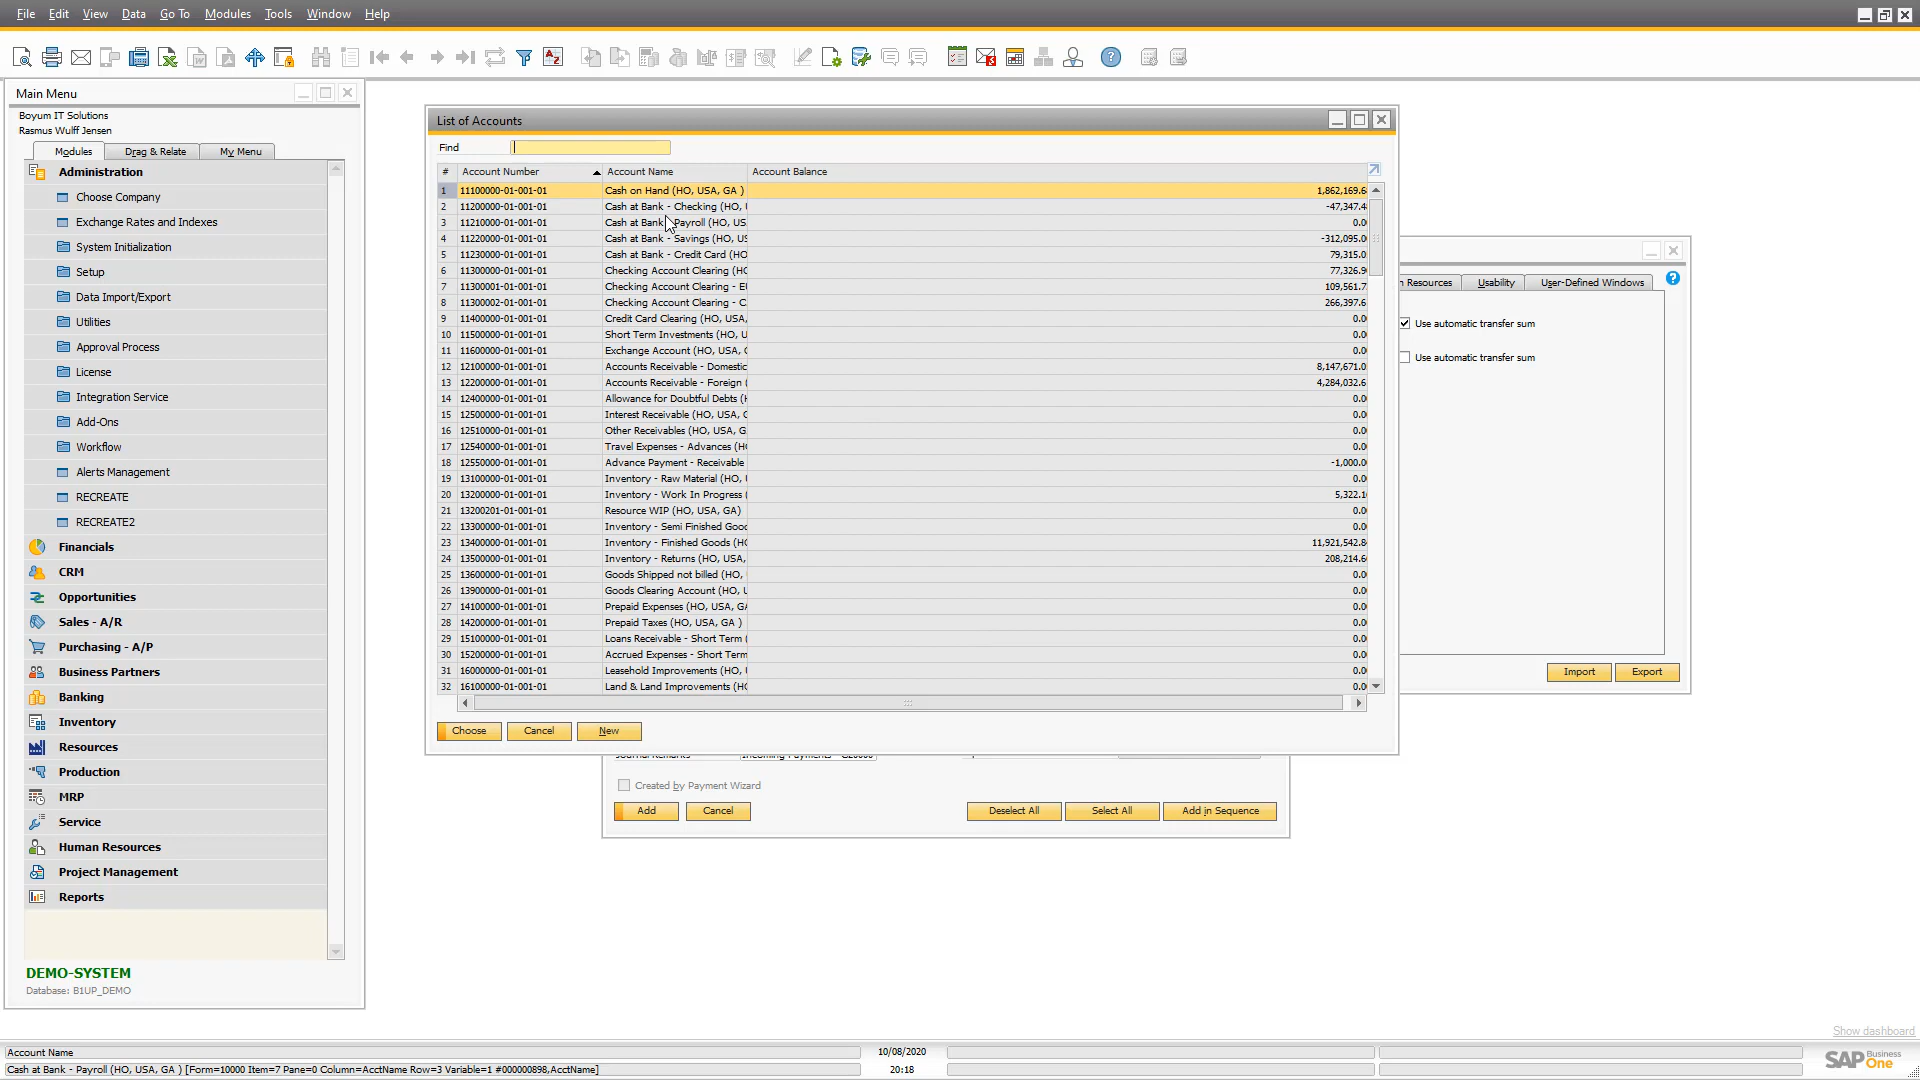 File Edit View Data Go To Modules Tools Window Help
Main Menu
Boyum IT Solutions
Rasmus Wulff Jensen
Modules Drag & Relate My Menu
Administration
Choose Company
Exchange Rates and Indexes
System Initialization
Setup
Data Import/Export
Utilities
Approval Process
License
Integration Service
Add-Ons
Workflow
Alerts Management
RECREATE
RECREATE2
Financials
CRM
Opportunities
Sales - A/R
Purchasing - A/P
Business Partners
Banking
Inventory
Resources
Production
MRP
Service
Human Resources
Project Management
Reports
DEMO-SYSTEM
Database: B1UP_DEMO
List of Accounts
Find
# Account Number Account Name Account Balance
1 11100000-01-001-01 Cash on Hand (HO, USA, GA ) 1,862,169.6
2 11200000-01-001-01 Cash at Bank - Checking (HO, -47,347.4
3 11210000-01-001-01 Cash at Bank - Payroll (HO, US 0.0
4 11220000-01-001-01 Cash at Bank - Savings (HO, US -312,095.0
5 11230000-01-001-01 Cash at Bank - Credit Card (HO 79,315.0
6 11300000-01-001-01 Checking Account Clearing (HO 77,326.9
7 11300001-01-001-01 Checking Account Clearing - E 109,561.7
8 11300002-01-001-01 Checking Account Clearing - C 266,397.6
9 11400000-01-001-01 Credit Card Clearing (HO, USA, 0.0
10 11500000-01-001-01 Short Term Investments (HO, U 0.0
11 11600000-01-001-01 Exchange Account (HO, USA, 0.0
12 12100000-01-001-01 Accounts Receivable - Domestic 8,147,671.0
13 12200000-01-001-01 Accounts Receivable - Foreign ( 4,284,032.6
14 12400000-01-001-01 Allowance for Doubtful Debts (H 0.0
15 12500000-01-001-01 Interest Receivable (HO, USA, 0.0
16 12510000-01-001-01 Other Receivables (HO, USA, G 0.0
17 12540000-01-001-01 Travel Expenses - Advances (H 0.0
18 12550000-01-001-01 Advance Payment - Receivable -1,000.0
19 13100000-01-001-01 Inventory - Raw Material (HO, 0.0
20 13200000-01-001-01 Inventory - Work In Progress ( 5,322.1
21 13200201-01-001-01 Resource WIP (HO, USA, GA) 0.0
22 13300000-01-001-01 Inventory - Semi Finished Good 0.0
23 13400000-01-001-01 Inventory - Finished Goods (HO 11,921,542.8
24 13500000-01-001-01 Inventory - Returns (HO, USA, 208,214.6
25 13600000-01-001-01 Goods Shipped not billed (HO, 0.0
26 13900000-01-001-01 Goods Clearing Account (HO, U 0.0
27 14100000-01-001-01 Prepaid Expenses (HO, USA, GA 0.0
28 14200000-01-001-01 Prepaid Taxes (HO, USA, GA ) 0.0
29 15100000-01-001-01 Loans Receivable - Short Term ( 0.0
30 15200000-01-001-01 Accrued Expenses - Short Term 0.0
31 16000000-01-001-01 Leasehold Improvements (HO, 0.0
32 16100000-01-001-01 Land & Land Improvements (HO 0.0
Choose Cancel New
Resources Usability User-Defined Windows
Use automatic transfer sum
Use automatic transfer sum
Import Export
Journal Remarks Incoming Payments - C20000
Created by Payment Wizard
Add Cancel Deselect All Select All Add in Sequence
Show dashboard
Account Name 10/08/2020
Cash at Bank - Payroll (HO, USA, GA ) [Form=10000 Item=7 Pane=0 Column=AcctName Row=3 Variable=1 #000000898,AcctName] 20:18
SAP Business One